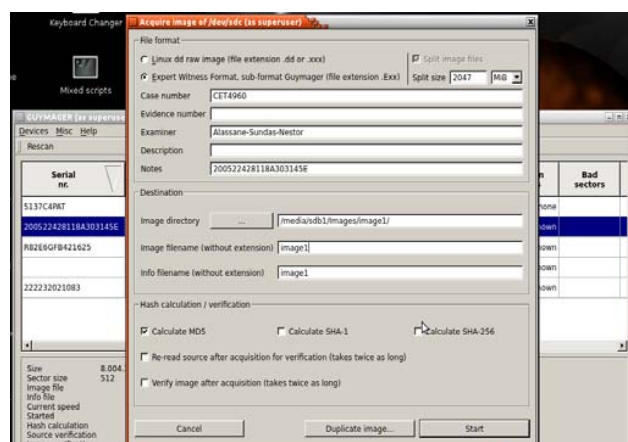 Keyboard Changer
Acquire image of /dev/sdc (as superuser)
File format
Linux dd raw image (file extension .dd or .xxx)
Split image files
Expert Witness Format, sub-format Guymager (file extension .Exx)
Split size 2047 MiB
Case number CET4960
Evidence number
Examiner Alassane-Sundas-Nestor
Description
Notes 200522428118A303145E
Destination
Image directory ... /media/sdb1/Images/image1/
Image filename (without extension) image1
Info filename (without extension) image1
Hash calculation / verification
Calculate MD5
Calculate SHA-1
Calculate SHA-256
Re-read source after acquisition for verification (takes twice as long)
Verify image after acquisition (takes twice as long)
Cancel
Duplicate image...
Start
Mixed scripts
GUYMAGER (as superuse
Devices Misc Help
Rescan
Serial
nr.
Bad
sectors
5137C4PAT
200522428118A303145E
R82E6GFB421625
222232021083
none
nown
own
own
Size 8.004.
Sector size 512
Image file
Info file
Current speed
Started
Hash calculation
Source verification